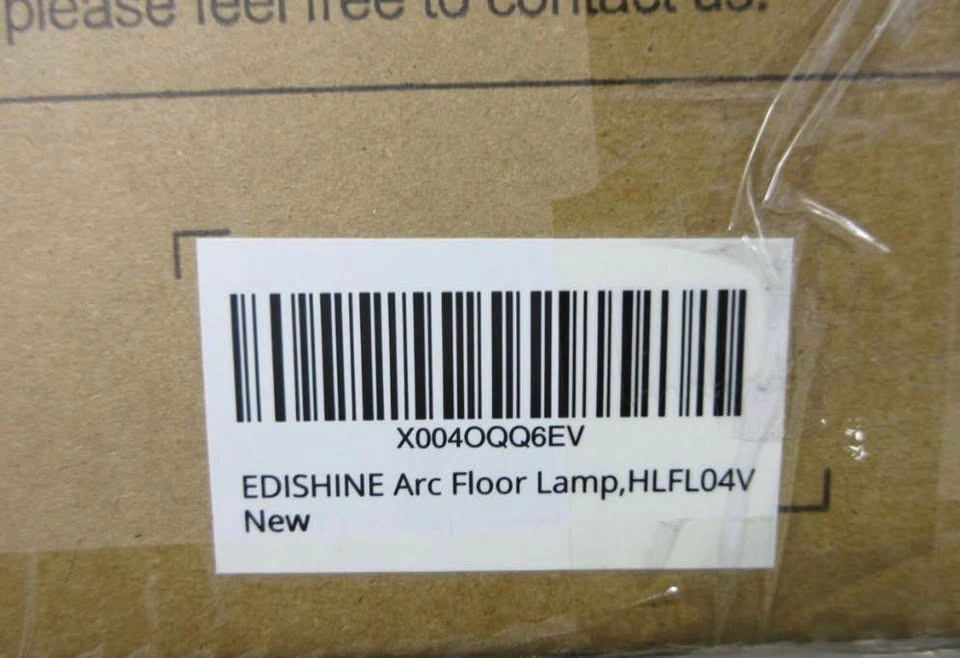 please feel free to contact us.
X004OQQ6EV
EDISHINE Arc Floor Lamp,HLFL04V
New